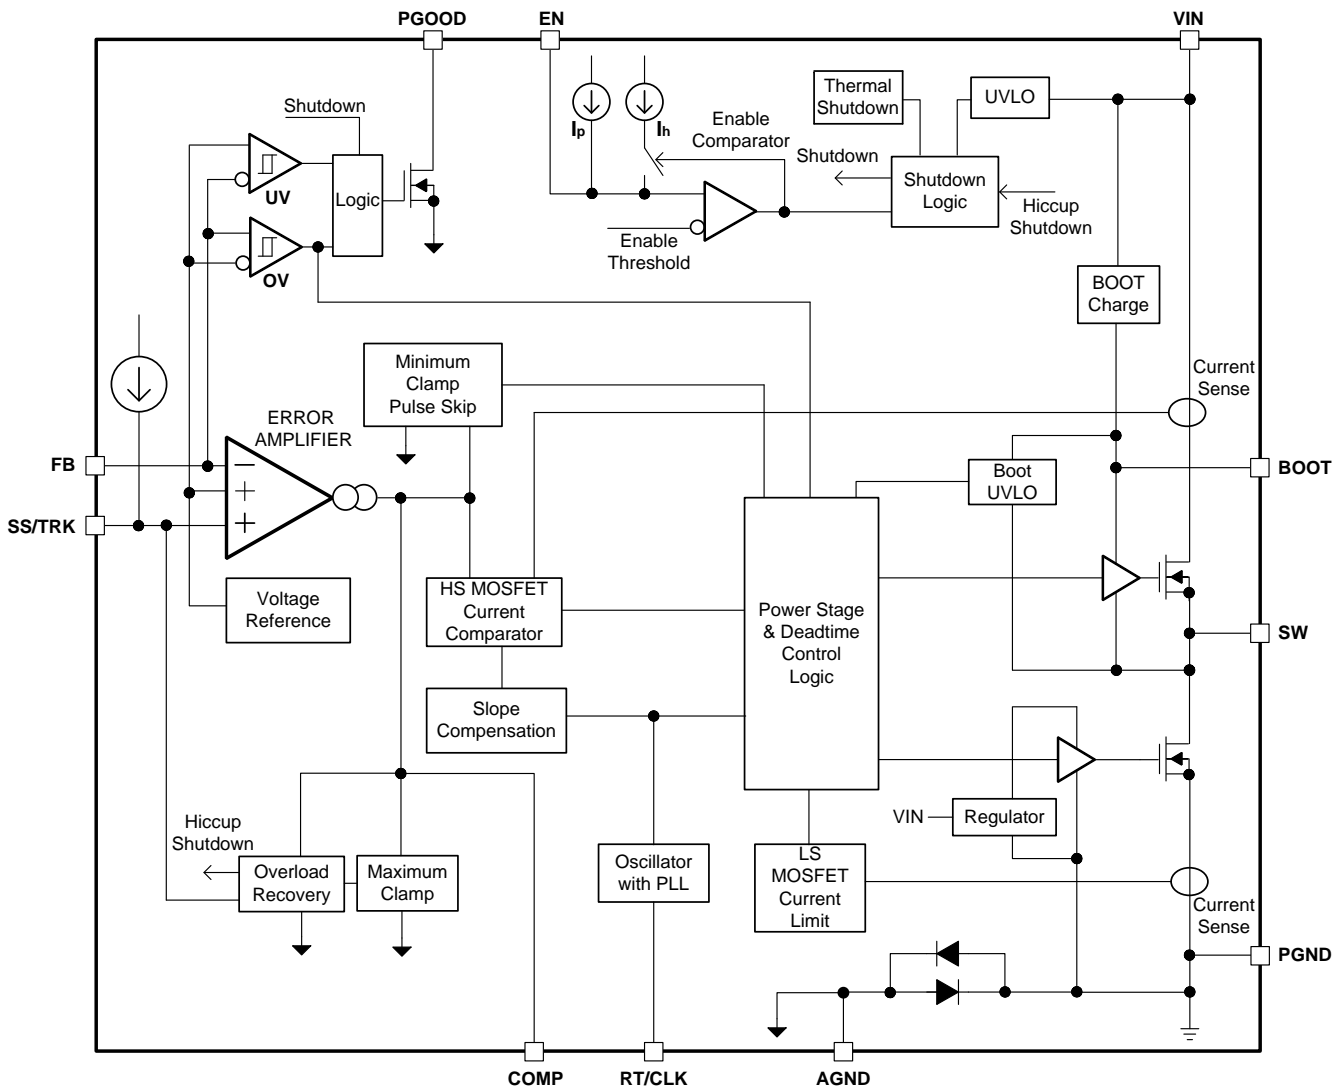 PGOOD
EN
VIN
Shutdown
UV
OV
Logic
Ip
Ih
Enable
Comparator
Enable
Threshold
Thermal
Shutdown
UVLO
Shutdown
Shutdown
Logic
Hiccup
Shutdown
BOOT
Charge
Current
Sense
Minimum
Clamp
Pulse Skip
ERROR
AMPLIFIER
−
+
+
FB
SS/TRK
BOOT
Boot
UVLO
Voltage
Reference
HS MOSFET
Current
Comparator
Power Stage
& Deadtime
Control
Logic
SW
Slope
Compensation
VIN
Regulator
Hiccup
Shutdown
Overload
Recovery
Maximum
Clamp
Oscillator
with PLL
LS
MOSFET
Current
Limit
Current
Sense
PGND
COMP
RT/CLK
AGND